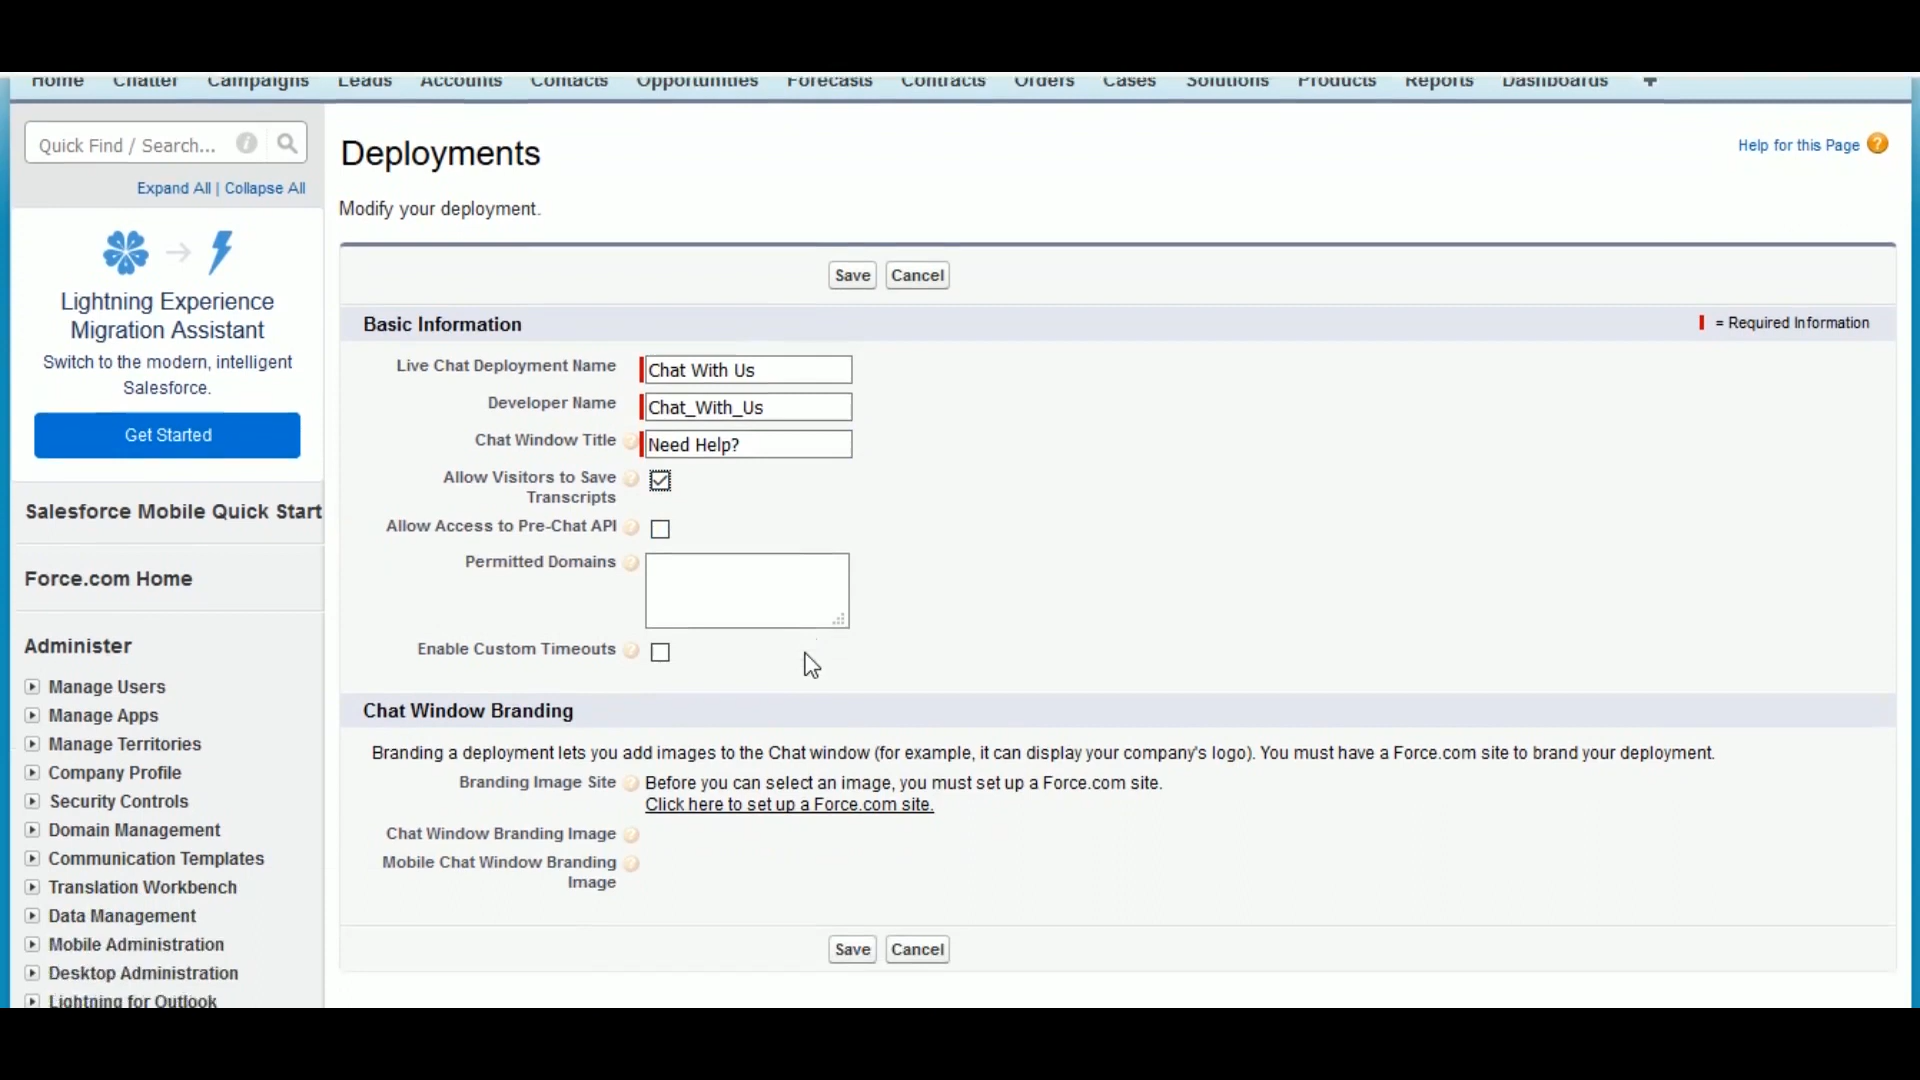 Home Chatter Campaigns Leads Accounts Contacts Opportunities Forecasts Contracts Orders Cases Solutions Products Reports Dashboards +
Quick Find / Search...
Expand All | Collapse All
Lightning Experience
Migration Assistant
Switch to the modern, intelligent
Salesforce.
Get Started
Salesforce Mobile Quick Start
Force.com Home
Administer
Manage Users
Manage Apps
Manage Territories
Company Profile
Security Controls
Domain Management
Communication Templates
Translation Workbench
Data Management
Mobile Administration
Desktop Administration
Lightning for Outlook
Deployments
Help for this Page ?
Modify your deployment.
Save Cancel
Basic Information
= Required Information
Live Chat Deployment Name Chat With Us
Developer Name Chat_With_Us
Chat Window Title Need Help?
Allow Visitors to Save
Transcripts
Allow Access to Pre-Chat API
Permitted Domains
Enable Custom Timeouts
Chat Window Branding
Branding a deployment lets you add images to the Chat window (for example, it can display your company's logo). You must have a Force.com site to brand your deployment.
Branding Image Site Before you can select an image, you must set up a Force.com site.
Click here to set up a Force.com site.
Chat Window Branding Image
Mobile Chat Window Branding
Image
Save Cancel